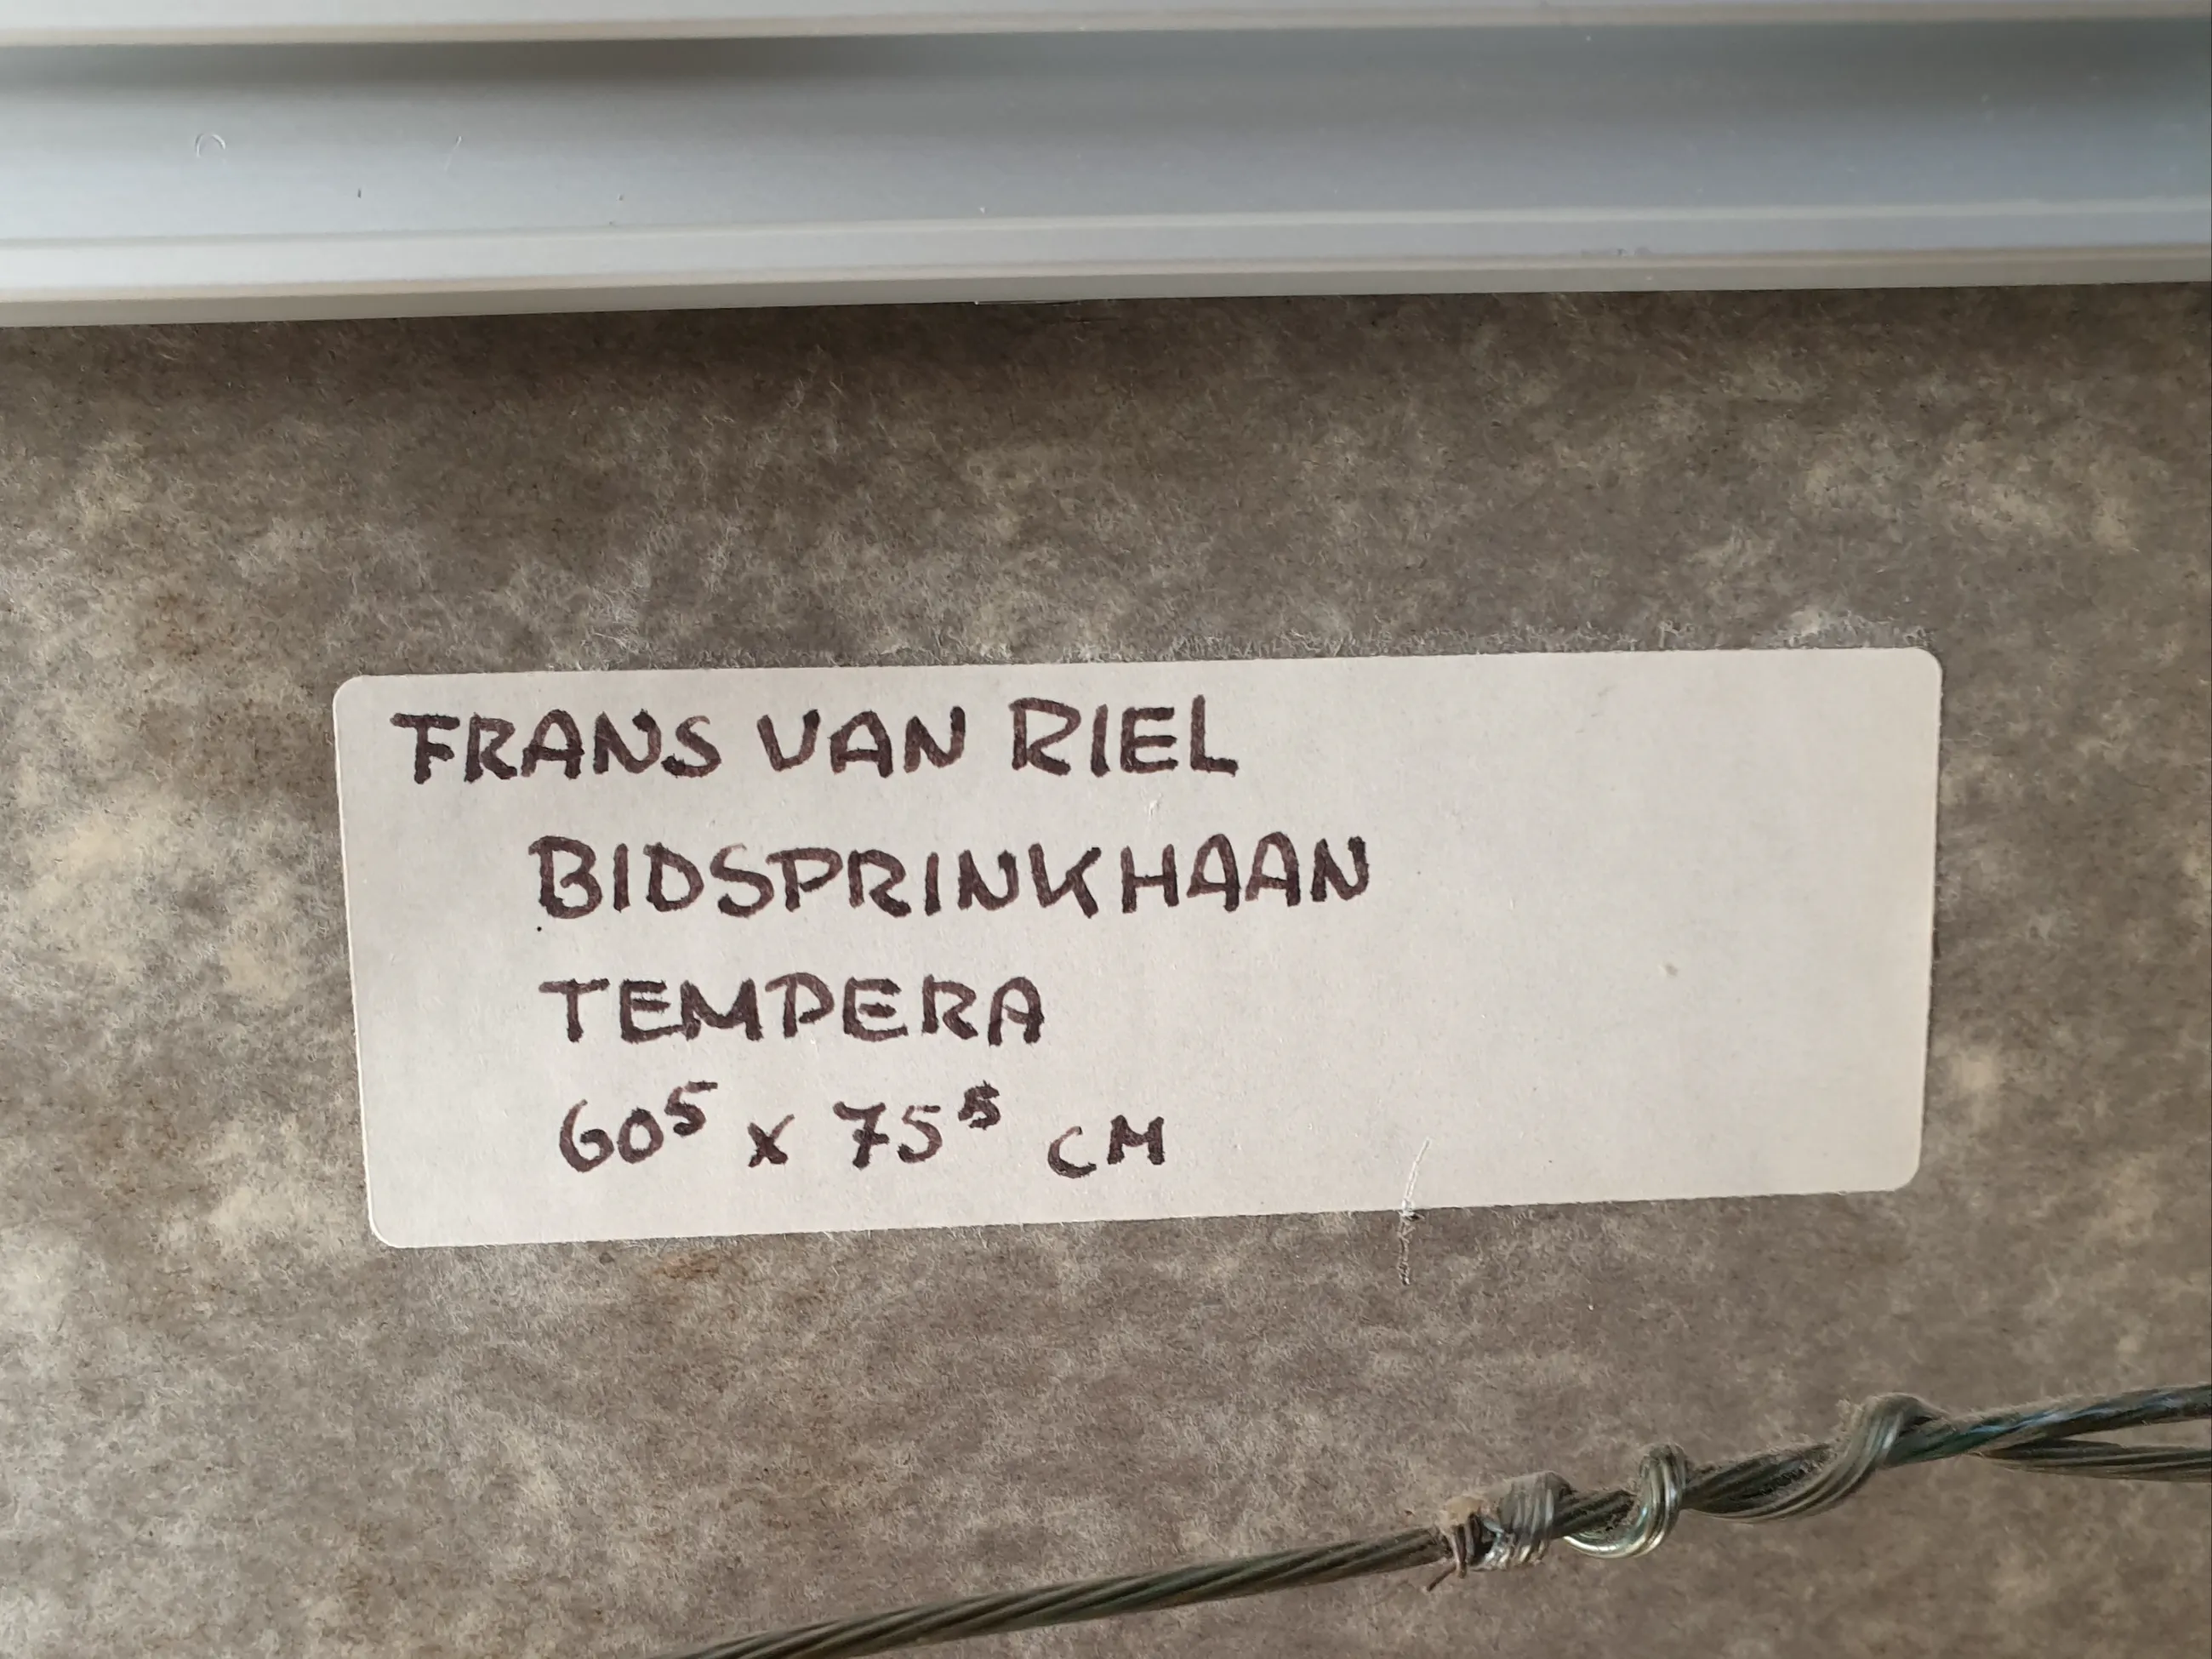 FRANS VAN RIEL
BIDSPRINKHAAN
TEMPERA
60⁵ x 75⁵ CM